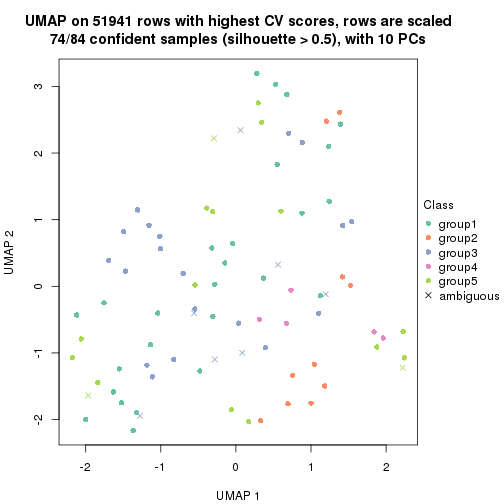 UMAP on 51941 rows with highest CV scores, rows are scaled
74/84 confident samples (silhouette > 0.5), with 10 PCs
3
2
1
0
-1
-2
UMAP 2
-2
-1
0
1
2
UMAP 1
Class
group1
group2
group3
group4
group5
ambiguous